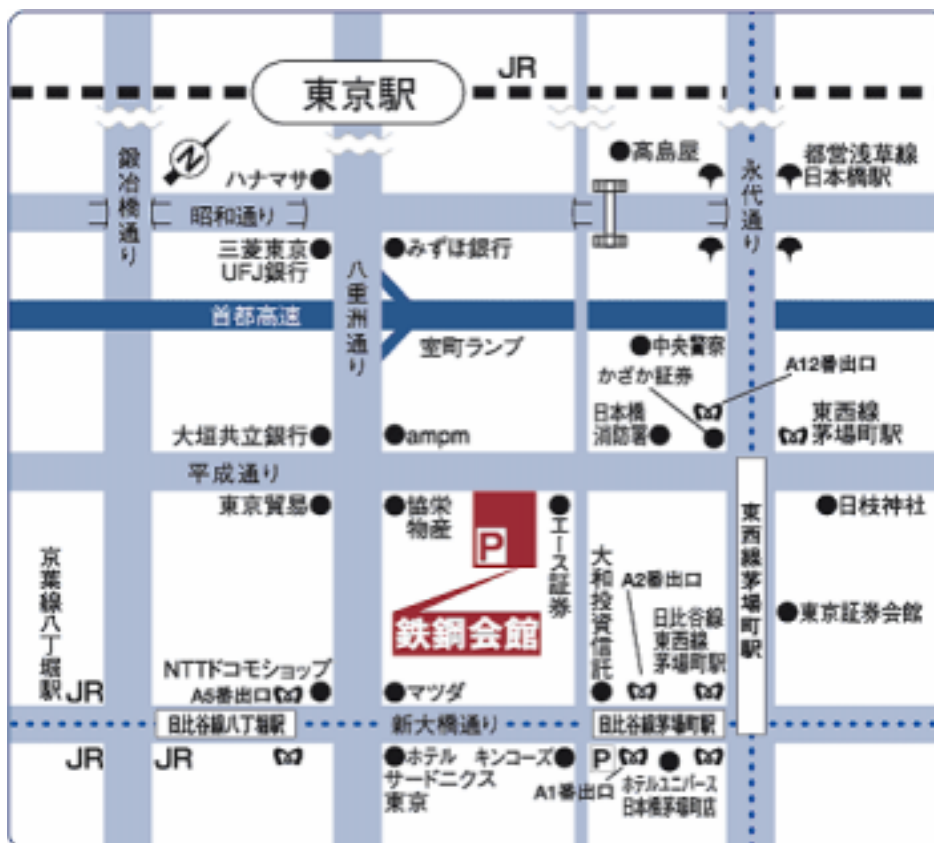 JR
東京駅
鍛冶橋通り
N
ハナマサ
高島屋
永代通り
都営浅草線
日本橋駅
昭和通り
三菱東京
UFJ銀行
みずほ銀行
八重洲通り
首都高速
室町ランプ
中央警察
かざか証券
A12番出口
日本橋
消防署
東西線
茅場町駅
大垣共立銀行
ampm
平成通り
東京貿易
協栄
物産
P
エース証券
東西線茅場町駅
日枝神社
京葉線八丁堀駅
大和投資信託
A2番出口
日比谷線
東西線
茅場町駅
東京証券会館
鉄鋼会館
NTTドコモショップ
JR
A5番出口
マツダ
日比谷線八丁堀駅
新大橋通り
日比谷線茅場町駅
JR
JR
ホテル
サードニクス
東京
キンコーズ
P
A1番出口
ホテルユニバース
日本橋茅場町店